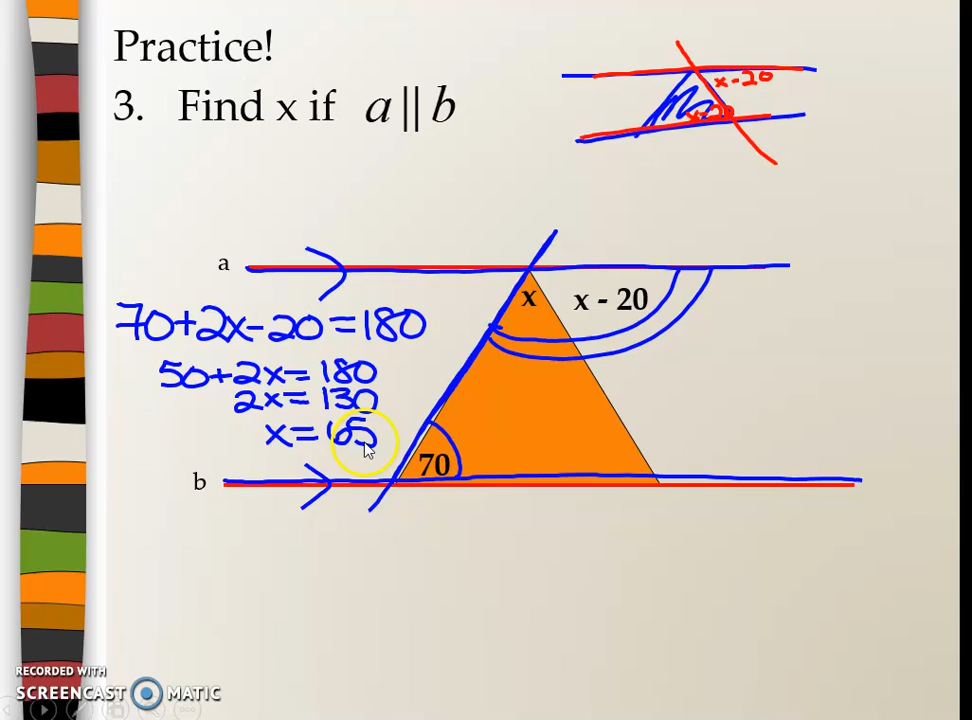 Practice!
3. Find x if a || b
x-20
x-20
a
x
x - 20
70+2x-20=180
50+2x=180
2x=130
x=65
70
b
RECORDED WITH
SCREENCAST MATIC